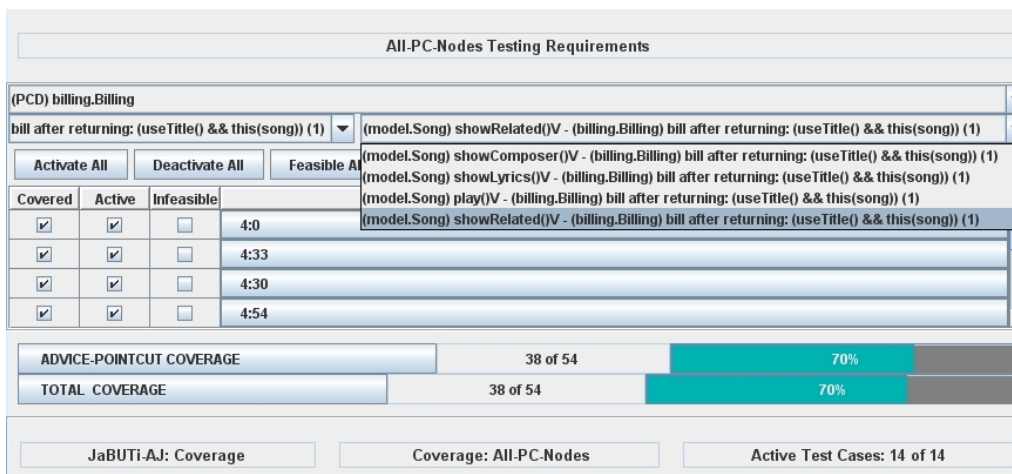 All-PC-Nodes Testing Requirements
(PCD) billing.Billing
bill after returning: (useTitle() && this(song)) (1)
(model.Song) showRelated()V - (billing.Billing) bill after returning: (useTitle() && this(song)) (1)
(model.Song) showComposer()V - (billing.Billing) bill after returning: (useTitle() && this(song)) (1)
(model.Song) showLyrics()V - (billing.Billing) bill after returning: (useTitle() && this(song)) (1)
(model.Song) play()V - (billing.Billing) bill after returning: (useTitle() && this(song)) (1)
(model.Song) showRelated()V - (billing.Billing) bill after returning: (useTitle() && this(song)) (1)
Activate All Deactivate All Feasible Al
Covered Active Infeasible
4:0
4:33
4:30
4:54
ADVICE-POINTCUT COVERAGE 38 of 54 70%
TOTAL COVERAGE 38 of 54 70%
JaBUTi-AJ: Coverage Coverage: All-PC-Nodes Active Test Cases: 14 of 14